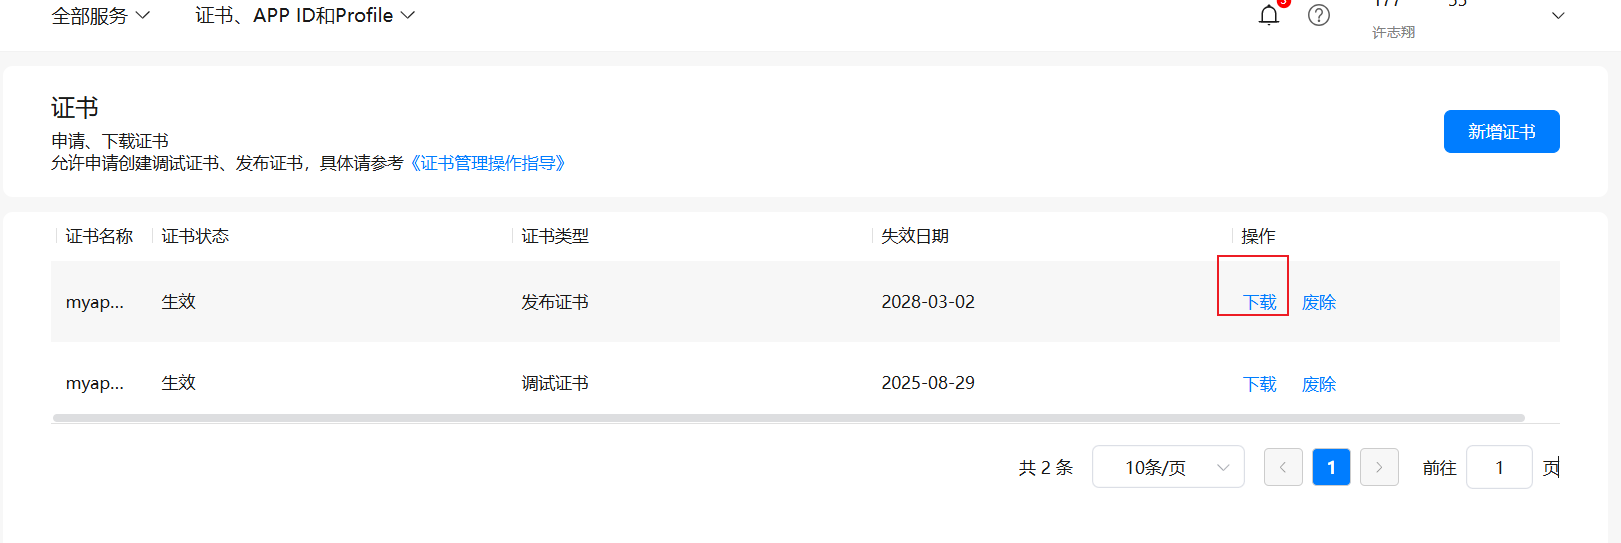 全部服务 证书、APP ID和Profile
许志翔
证书
申请、下载证书
允许申请创建调试证书、发布证书，具体请参考《证书管理操作指导》
新增证书
证书名称 证书状态 证书类型 失效日期 操作
myap... 生效 发布证书 2028-03-02 下载 废除
myap... 生效 调试证书 2025-08-29 下载 废除
共 2 条 10条/页 1 前往 1 页